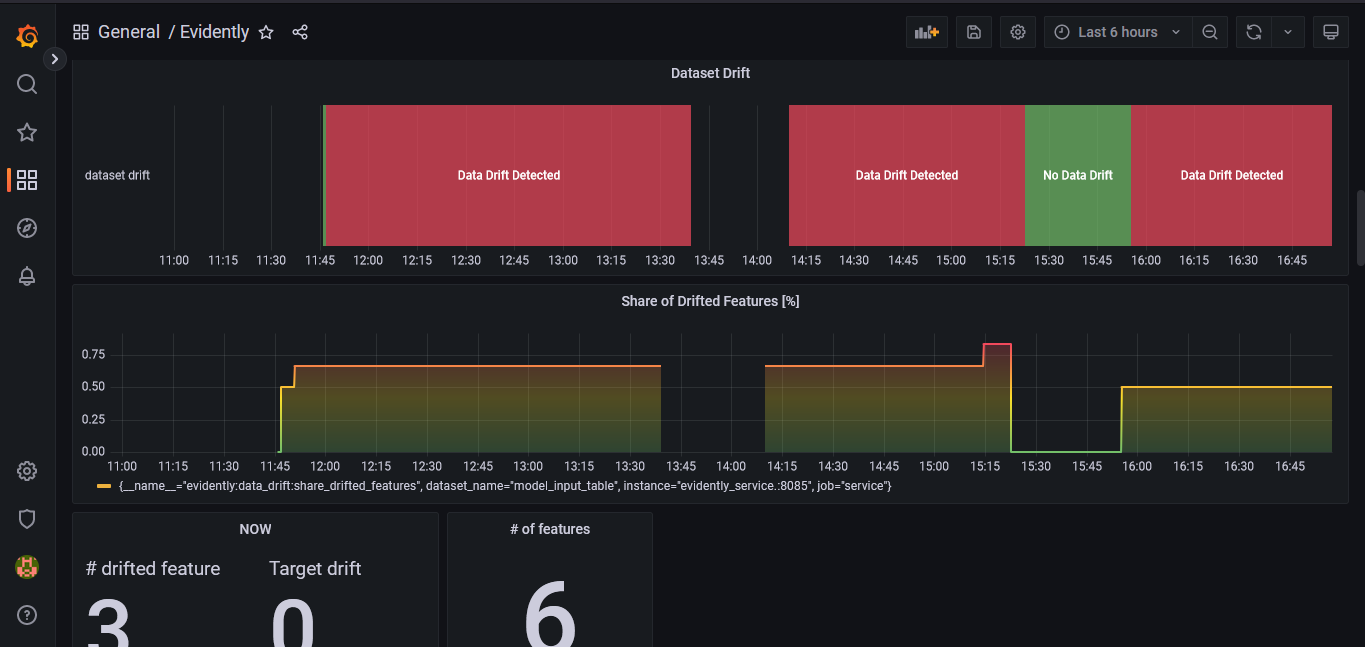 General / Evidently
Last 6 hours
Dataset Drift
dataset drift
Data Drift Detected Data Drift Detected No Data Drift Data Drift Detected
11:00 11:15 11:30 11:45 12:00 12:15 12:30 12:45 13:00 13:15 13:30 13:45 14:00 14:15 14:30 14:45 15:00 15:15 15:30 15:45 16:00 16:15 16:30 16:45
Share of Drifted Features [%]
0.75
0.50
0.25
0.00
11:00 11:15 11:30 11:45 12:00 12:15 12:30 12:45 13:00 13:15 13:30 13:45 14:00 14:15 14:30 14:45 15:00 15:15 15:30 15:45 16:00 16:15 16:30 16:45
{__name__="evidently:data_drift:share_drifted_features", dataset_name="model_input_table", instance="evidently_service.:8085", job="service"}
NOW
# of features
# drifted feature Target drift
3 0
6